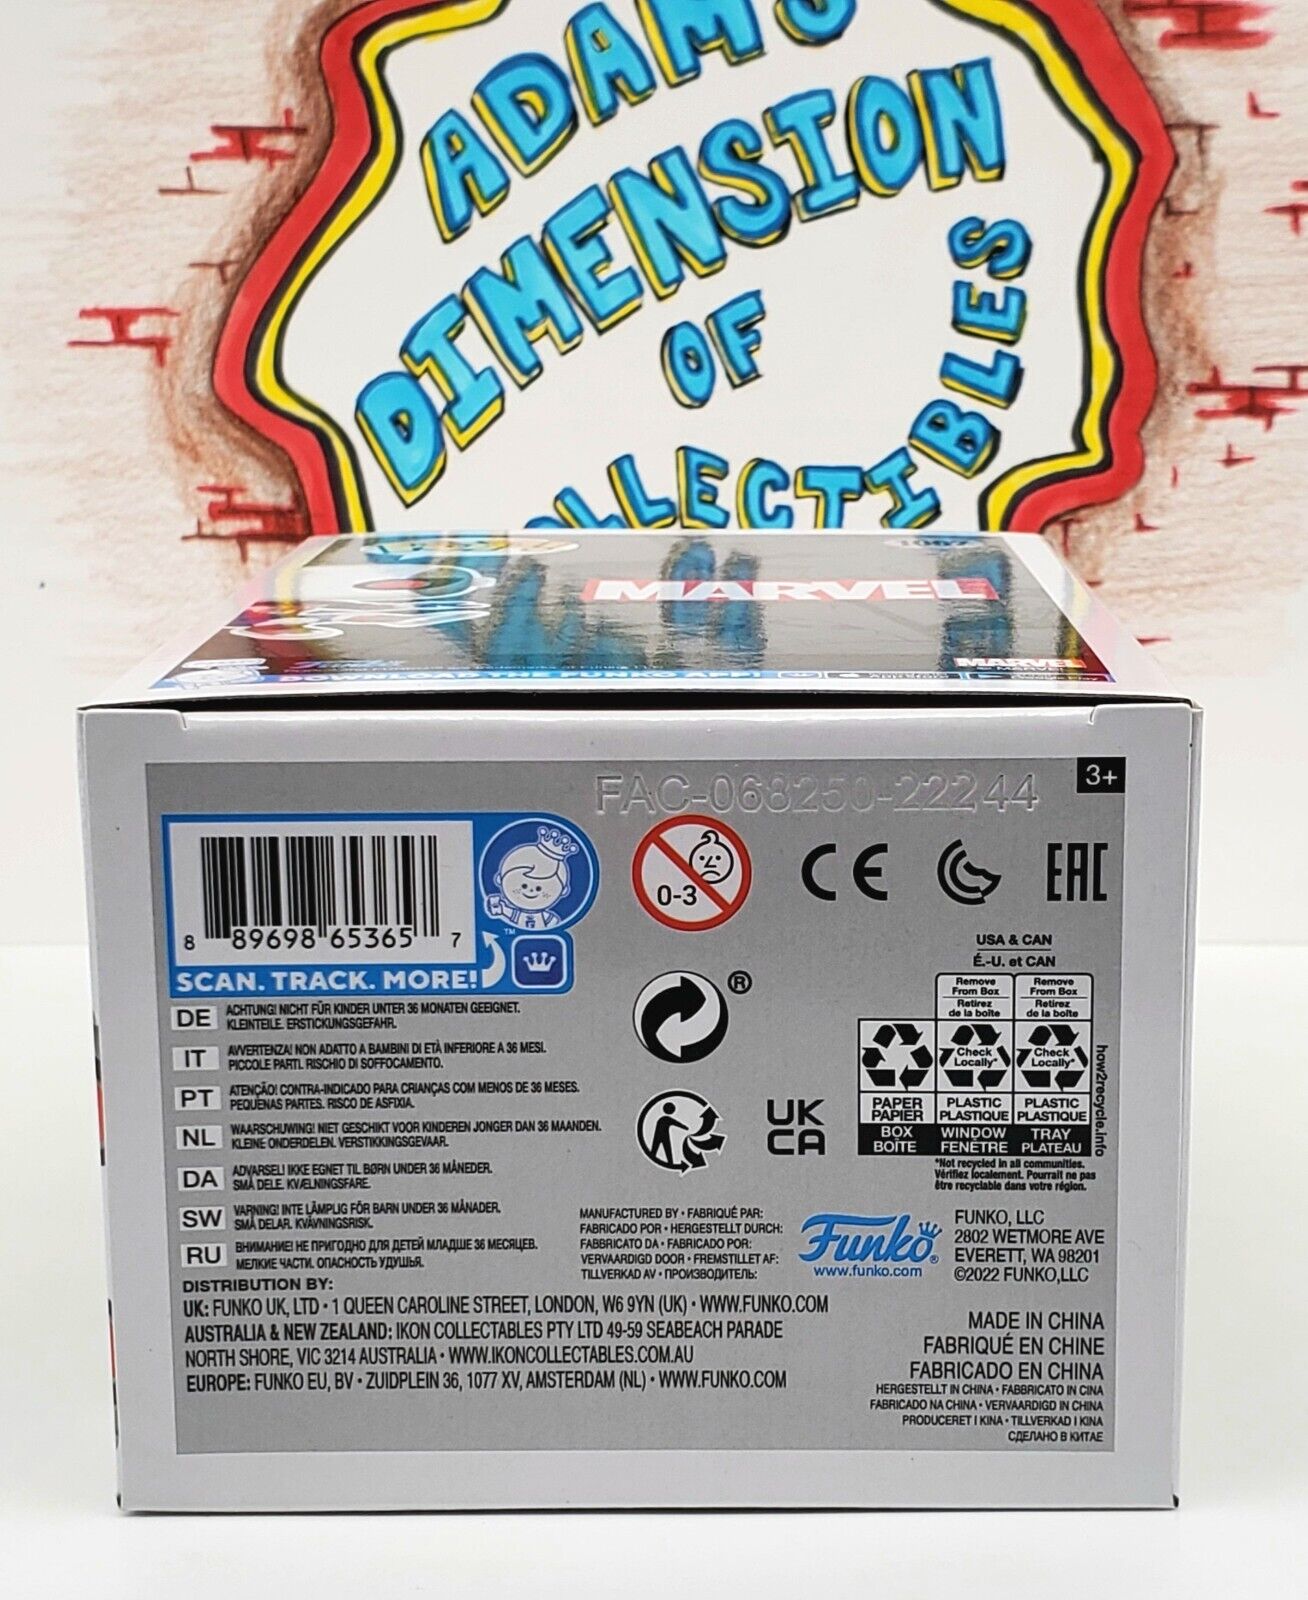 ADAM'S
DIMENSION
OF
COLLECTIBLES
MARVEL
MARVEL
DOWNLOAD THE FUNKO APP!
FAC-068250-22244
3+
8 89698 65365 7
SCAN. TRACK. MORE!
™
0-3
CE
EAC
®
UK
CA
USA & CAN
É.-U. et CAN
Remove From Box
Retirez de la boîte
Remove From Box
Retirez de la boîte
Check Locally*
Check Locally*
PAPER PAPIER
PLASTIC PLASTIQUE
PLASTIC PLASTIQUE
BOX BOÎTE
WINDOW FENÊTRE
TRAY PLATEAU
how2recycle.info
*Not recycled in all communities.
Vérifiez localement. Pourrait ne pas
être recyclable dans votre région.
DE ACHTUNG! NICHT FÜR KINDER UNTER 36 MONATEN GEEIGNET.
KLEINTEILE. ERSTICKUNGSGEFAHR.
IT AVVERTENZA! NON ADATTO A BAMBINI DI ETÀ INFERIORE A 36 MESI.
PICCOLE PARTI. RISCHIO DI SOFFOCAMENTO.
PT ATENÇÃO! CONTRA-INDICADO PARA CRIANÇAS COM MENOS DE 36 MESES.
PEQUENAS PARTES. RISCO DE ASFIXIA.
NL WAARSCHUWING! NIET GESCHIKT VOOR KINDEREN JONGER DAN 36 MAANDEN.
KLEINE ONDERDELEN. VERSTIKKINGSGEVAAR.
DA ADVARSEL! IKKE EGNET TIL BØRN UNDER 36 MÅNEDER.
SMÅ DELE. KVÆLNINGSFARE.
SW VARNING! INTE LÄMPLIG FÖR BARN UNDER 36 MÅNADER.
SMÅ DELAR. KVÄVNINGSRISK.
RU ВНИМАНИЕ! НЕ ПРИГОДНО ДЛЯ ДЕТЕЙ МЛАДШЕ 36 МЕСЯЦЕВ.
МЕЛКИЕ ЧАСТИ. ОПАСНОСТЬ УДУШЬЯ.
MANUFACTURED BY • FABRIQUÉ PAR:
FABRICADO POR • HERGESTELLT DURCH:
FABBRICATO DA • FABRICADO POR:
VERVAARDIGD DOOR • FREMSTILLET AF:
TILLVERKAD AV • ПРОИЗВОДИТЕЛЬ:
Funko®
www.funko.com
FUNKO, LLC
2802 WETMORE AVE
EVERETT, WA 98201
©2022 FUNKO,LLC
DISTRIBUTION BY:
UK: FUNKO UK, LTD • 1 QUEEN CAROLINE STREET, LONDON, W6 9YN (UK) • WWW.FUNKO.COM
AUSTRALIA & NEW ZEALAND: IKON COLLECTABLES PTY LTD 49-59 SEABEACH PARADE
NORTH SHORE, VIC 3214 AUSTRALIA • WWW.IKONCOLLECTABLES.COM.AU
EUROPE: FUNKO EU, BV • ZUIDPLEIN 36, 1077 XV, AMSTERDAM (NL) • WWW.FUNKO.COM
MADE IN CHINA
FABRIQUÉ EN CHINE
FABRICADO EN CHINA
HERGESTELLT IN CHINA • FABBRICATO IN CINA
FABRICADO NA CHINA • VERVAARDIGD IN CHINA
PRODUCERET I KINA • TILLVERKAD I KINA
СДЕЛАНО В КИТАЕ